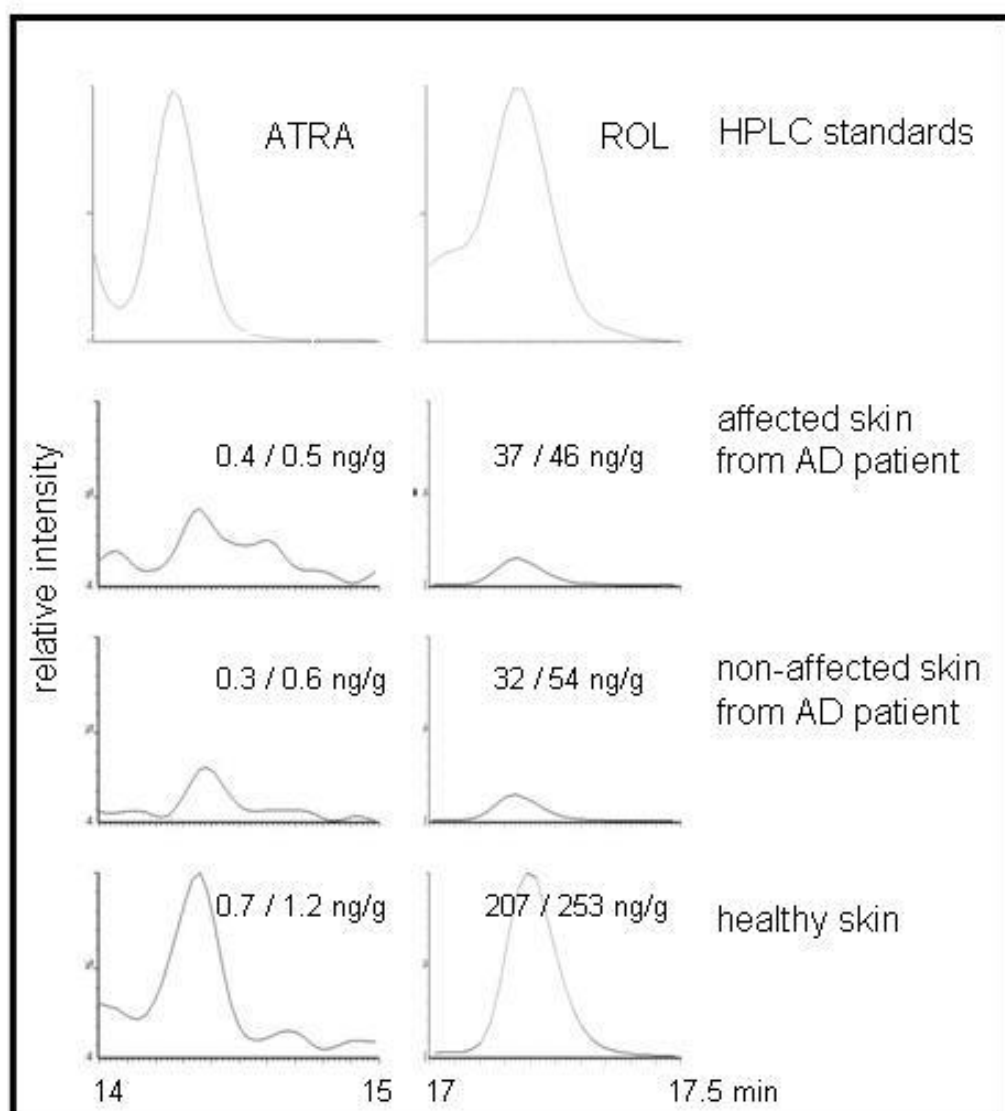 ATRA
ROL
HPLC standards
relative intensity
0.4 / 0.5 ng/g
37 / 46 ng/g
affected skin
from AD patient
0.3 / 0.6 ng/g
32 / 54 ng/g
non-affected skin
from AD patient
0.7 / 1.2 ng/g
207 / 253 ng/g
healthy skin
14
15
17
17.5 min